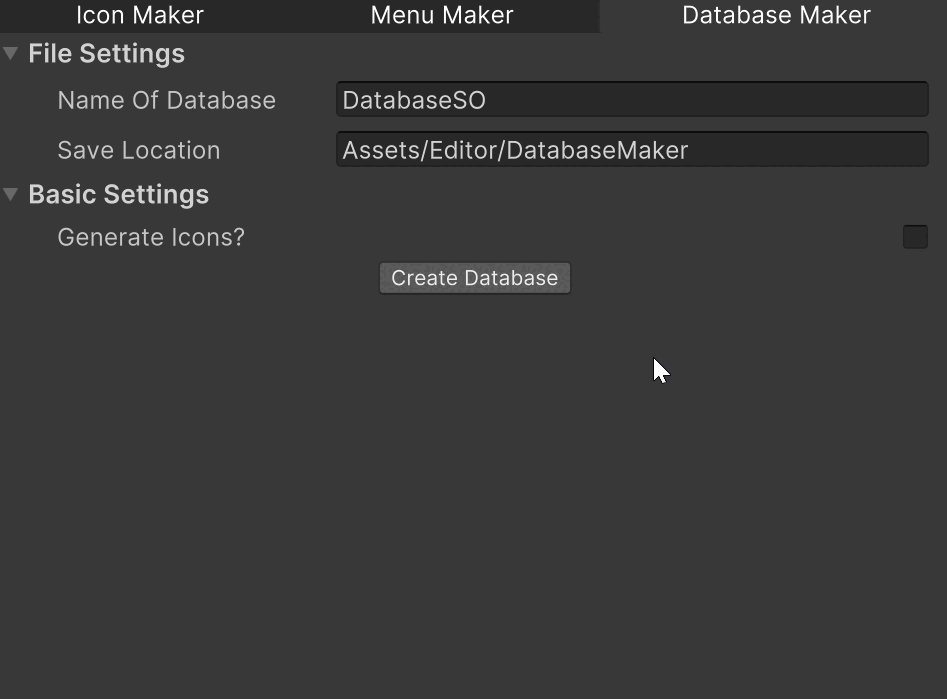 Icon Maker Menu Maker Database Maker
File Settings
Name Of Database DatabaseSO
Save Location Assets/Editor/DatabaseMaker
Basic Settings
Generate Icons?
Create Database